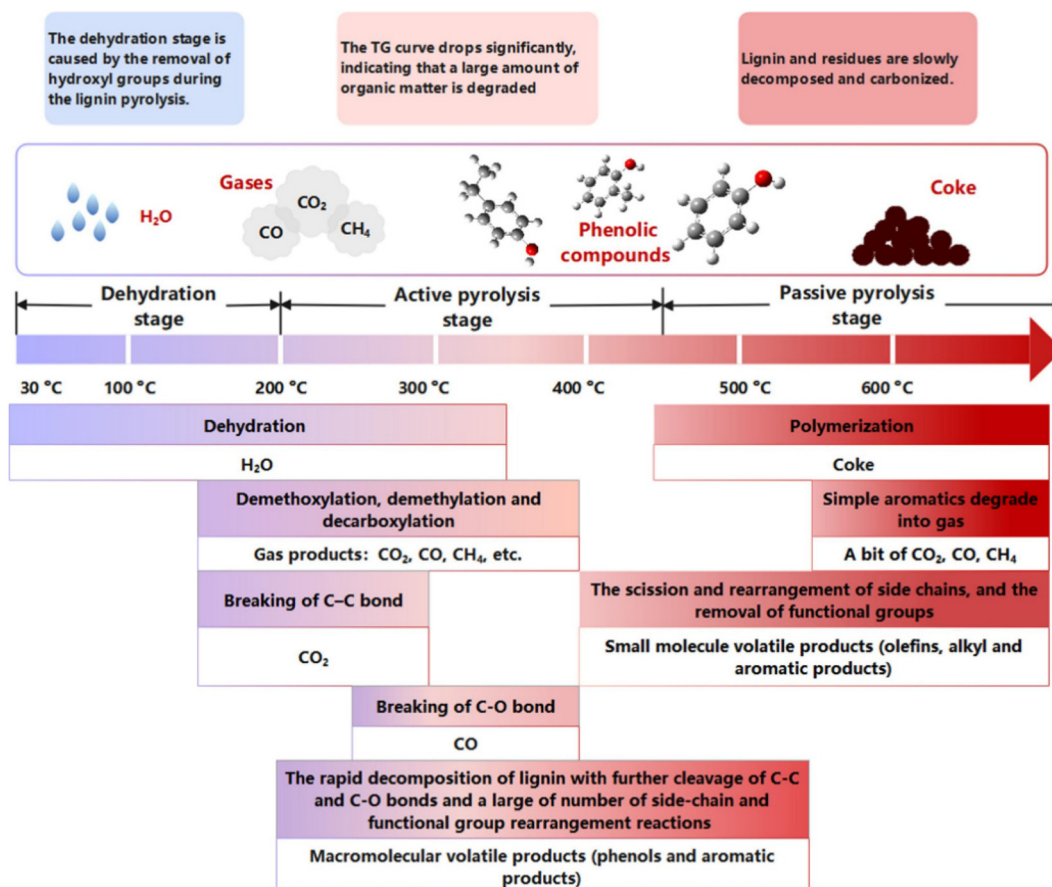 The dehydration stage is
caused by the removal of
hydroxyl groups during
the lignin pyrolysis.
The TG curve drops significantly,
indicating that a large amount of
organic matter is degraded
Lignin and residues are slowly
decomposed and carbonized.
H₂O
Gases
CO
CO₂
CH₄
Phenolic
compounds
Coke
Dehydration
stage
Active pyrolysis
stage
Passive pyrolysis
stage
30 °C
100 °C
200 °C
300 °C
400 °C
500 °C
600 °C
Dehydration
H₂O
Polymerization
Coke
Demethoxylation, demethylation and
decarboxylation
Gas products: CO₂, CO, CH₄, etc.
Simple aromatics degrade
into gas
A bit of CO₂, CO, CH₄
Breaking of C–C bond
CO₂
The scission and rearrangement of side chains, and the
removal of functional groups
Small molecule volatile products (olefins, alkyl and
aromatic products)
Breaking of C-O bond
CO
The rapid decomposition of lignin with further cleavage of C-C
and C-O bonds and a large of number of side-chain and
functional group rearrangement reactions
Macromolecular volatile products (phenols and aromatic
products)